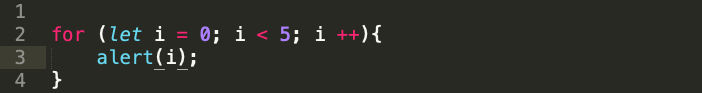 1
2 for (let i = 0; i < 5; i ++){
3     alert(i);
4 }